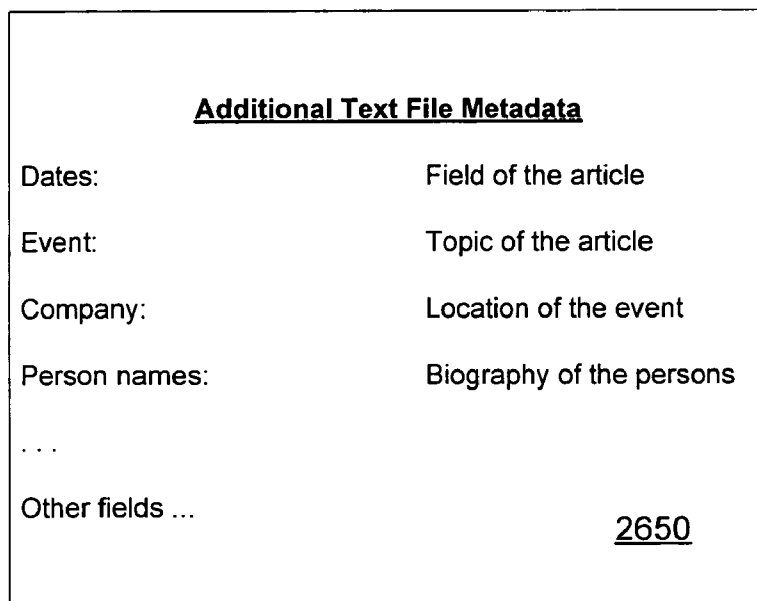 Additional Text File Metadata
Dates: Field of the article
Event: Topic of the article
Company: Location of the event
Person names: Biography of the persons
. . .
Other fields ...
2650